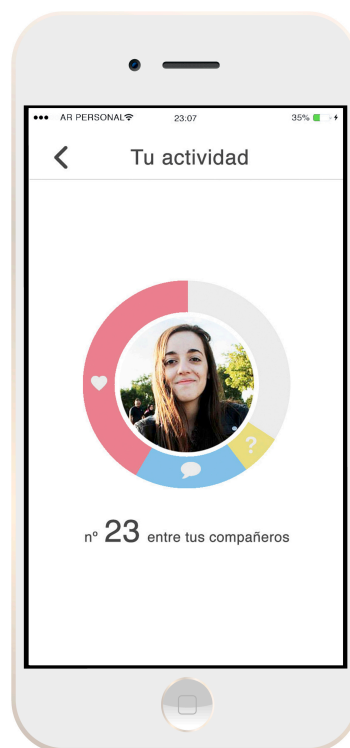 AR PERSONAL 23:07 35%
Tu actividad
?
nº 23 entre tus compañeros